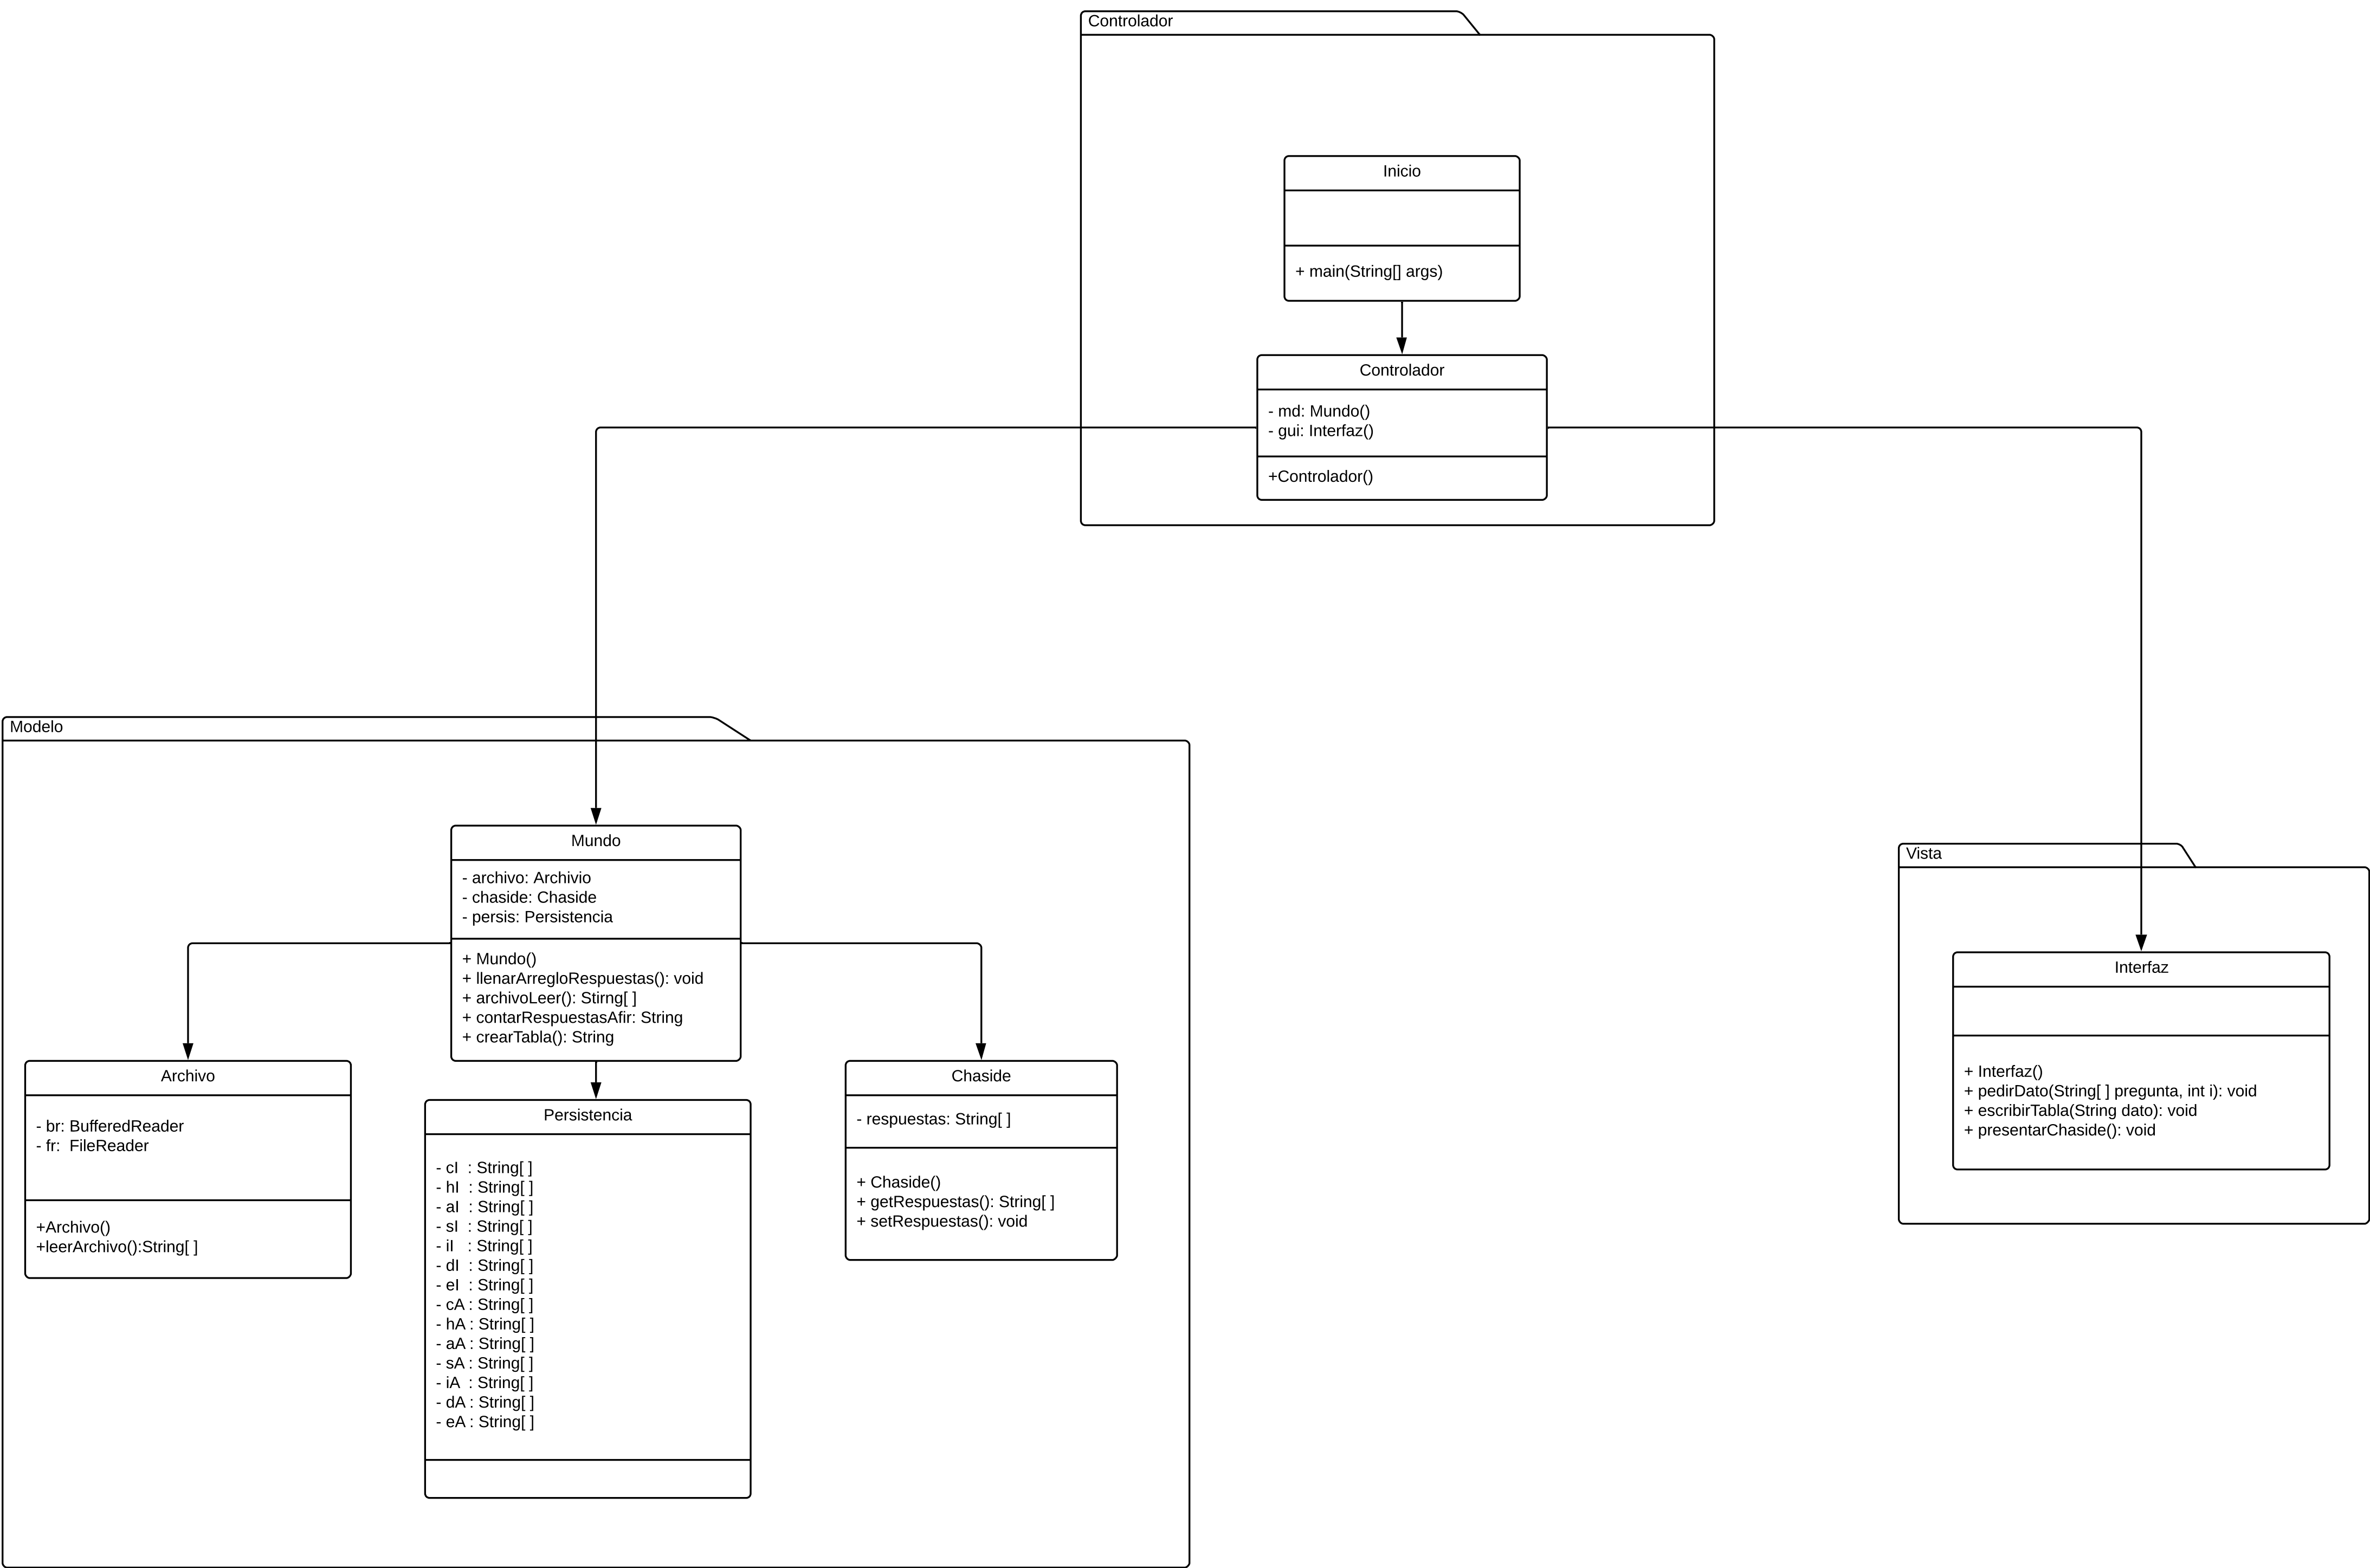 Controlador
Inicio
+ main(String[] args)
Controlador
- md: Mundo()
- gui: Interfaz()
+Controlador()
Modelo
Mundo
- archivo: Archivio
- chaside: Chaside
- persis: Persistencia
+ Mundo()
+ llenarArregloRespuestas(): void
+ archivoLeer(): Stirng[ ]
+ contarRespuestasAfir: String
+ crearTabla(): String
Archivo
- br: BufferedReader
- fr:  FileReader
+Archivo()
+leerArchivo():String[ ]
Persistencia
- cI  : String[ ]
- hI  : String[ ]
- aI  : String[ ]
- sI  : String[ ]
- iI   : String[ ]
- dI  : String[ ]
- eI  : String[ ]
- cA : String[ ]
- hA : String[ ]
- aA : String[ ]
- sA : String[ ]
- iA  : String[ ]
- dA : String[ ]
- eA : String[ ]
Chaside
- respuestas: String[ ]
+ Chaside()
+ getRespuestas(): String[ ]
+ setRespuestas(): void
Vista
Interfaz
+ Interfaz()
+ pedirDato(String[ ] pregunta, int i): void
+ escribirTabla(String dato): void
+ presentarChaside(): void